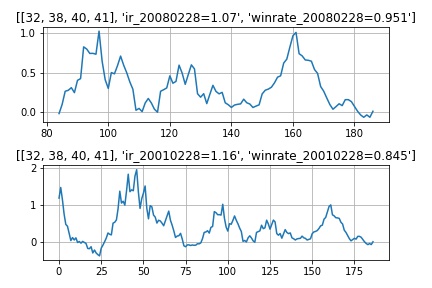 [[32, 38, 40, 41], 'ir_20080228=1.07', 'winrate_20080228=0.951']
1.0
0.5
0.0
80 100 120 140 160 180
[[32, 38, 40, 41], 'ir_20010228=1.16', 'winrate_20010228=0.845']
2
1
0
0 25 50 75 100 125 150 175